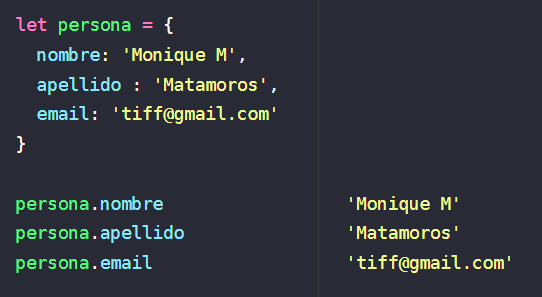 let persona = {
  nombre: 'Monique M',
  apellido : 'Matamoros',
  email: 'tiff@gmail.com'
}
persona.nombre 'Monique M'
persona.apellido 'Matamoros'
persona.email 'tiff@gmail.com'